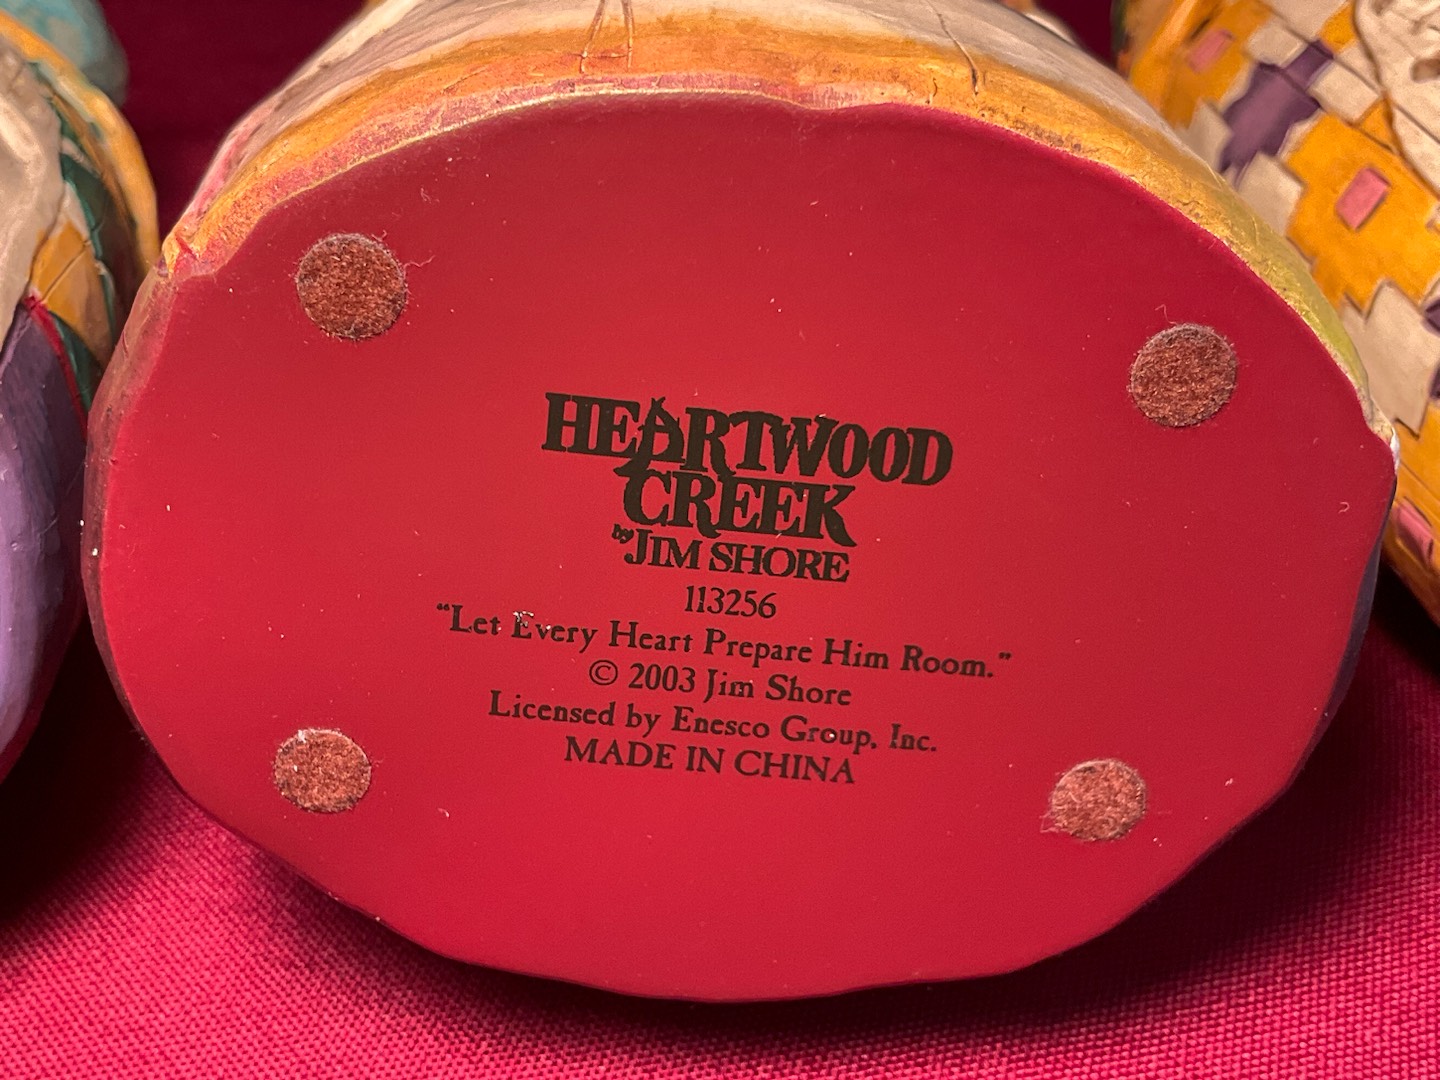 HEARTWOOD
CREEK
by JIM SHORE
113256
“Let Every Heart Prepare Him Room.”
© 2003 Jim Shore
Licensed by Enesco Group, Inc.
MADE IN CHINA